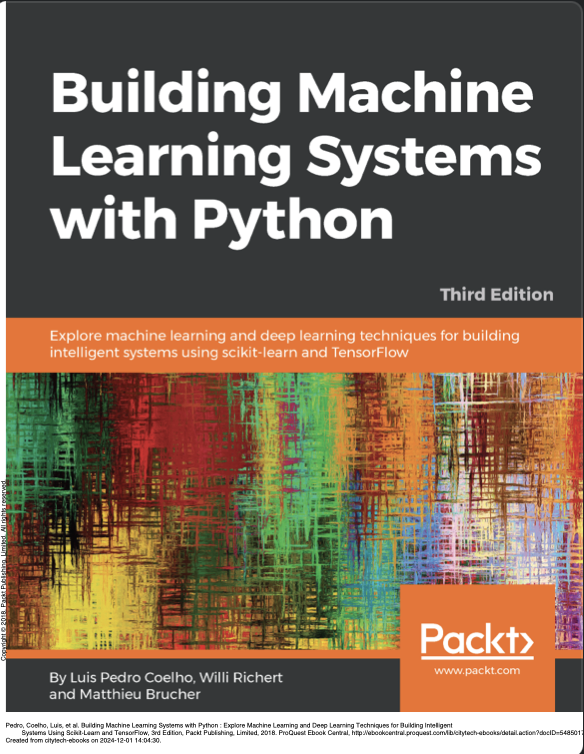 Building Machine
Learning Systems
with Python
Third Edition
Explore machine learning and deep learning techniques for building
intelligent systems using scikit-learn and TensorFlow
Copyright © 2018. Packt Publishing, Limited. All rights reserved.
Packt>
www.packt.com
By Luis Pedro Coelho, Willi Richert
and Matthieu Brucher
Pedro, Coelho, Luis, et al. Building Machine Learning Systems with Python : Explore Machine Learning and Deep Learning Techniques for Building Intelligent
Systems Using Scikit-Learn and TensorFlow, 3rd Edition, Packt Publishing, Limited, 2018. ProQuest Ebook Central, http://ebookcentral.proquest.com/lib/citytech-ebooks/detail.action?docID=548501
Created from citytech-ebooks on 2024-12-01 14:04:30.